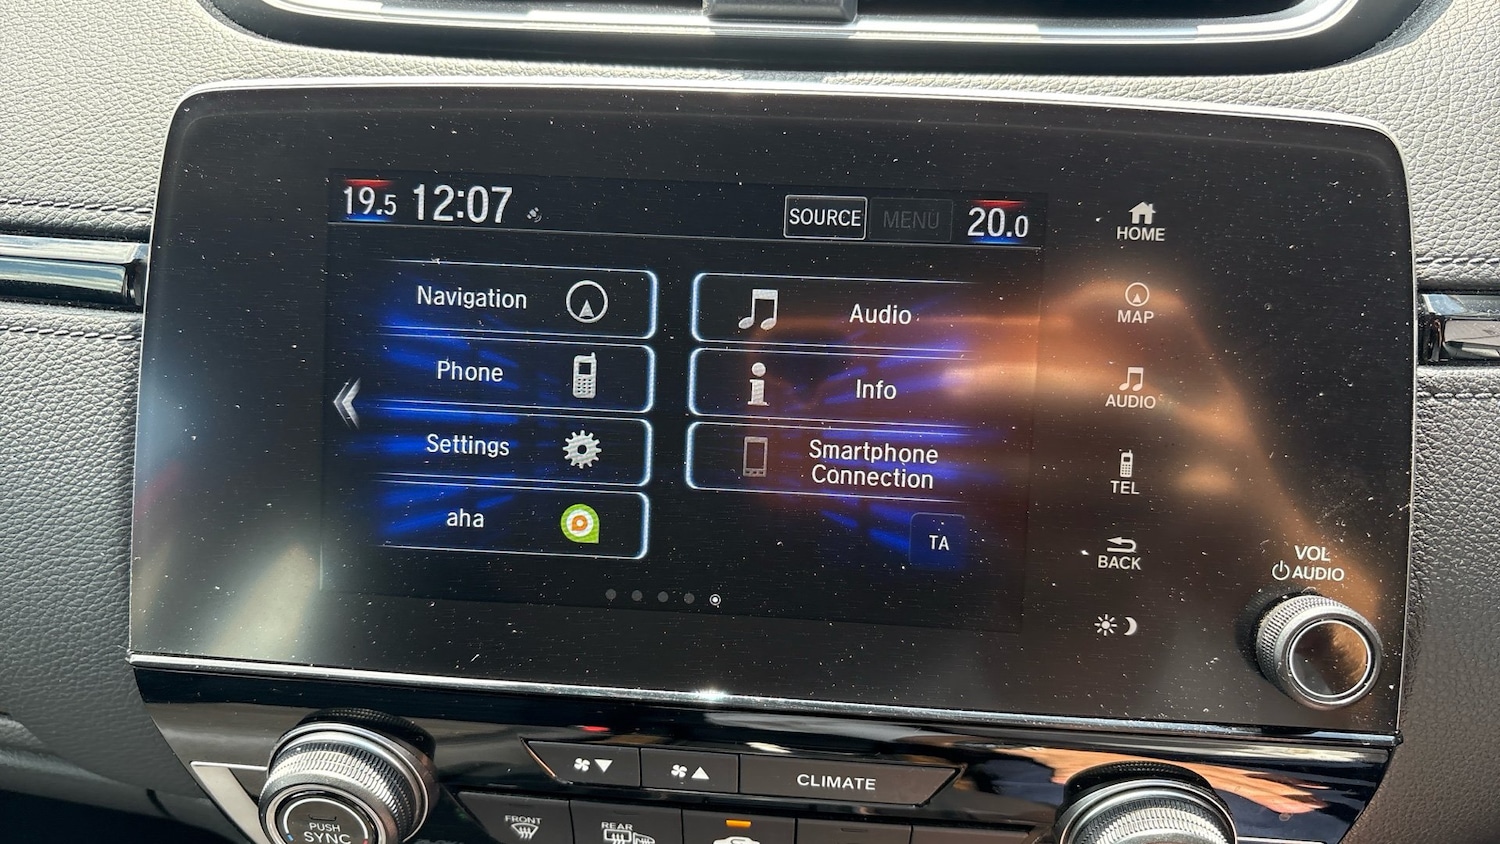 19.5 12:07 SOURCE MENU 20.0
HOME
Navigation
Audio
MAP
Phone
Info
AUDIO
Settings
Smartphone
Connection
TEL
aha
TA
BACK
VOL
AUDIO
CLIMATE
FRONT
REAR
PUSH
SYNC